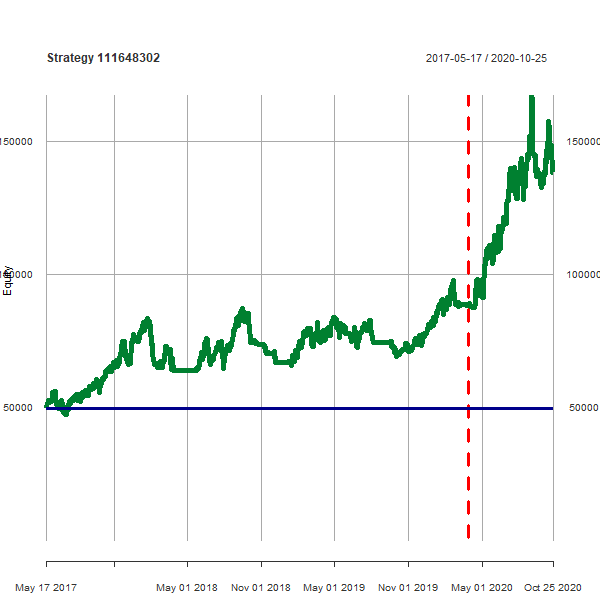 Strategy 111648302
2017-05-17 / 2020-10-25
150000
150000
Equity
100000
100000
50000
50000
May 17 2017
May 01 2018
Nov 01 2018
May 01 2019
Nov 01 2019
May 01 2020
Oct 25 2020